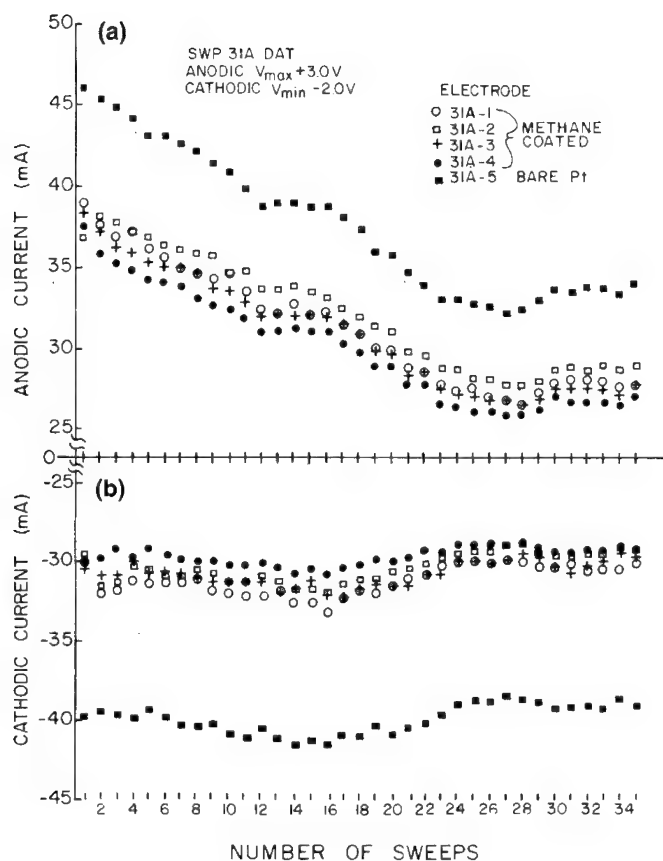 (a)
SWP 31A DAT
ANODIC Vmax +3.0V
CATHODIC Vmin -2.0V
ELECTRODE
31A-1
31A-2
31A-3
31A-4
METHANE
COATED
31A-5 BARE Pt
ANODIC CURRENT (mA)
50
45
40
35
30
25
0
(b)
CATHODIC CURRENT (mA)
-25
-30
-35
-40
-45
2 4 6 8 10 12 14 16 18 20 22 24 26 28 30 32 34
NUMBER OF SWEEPS